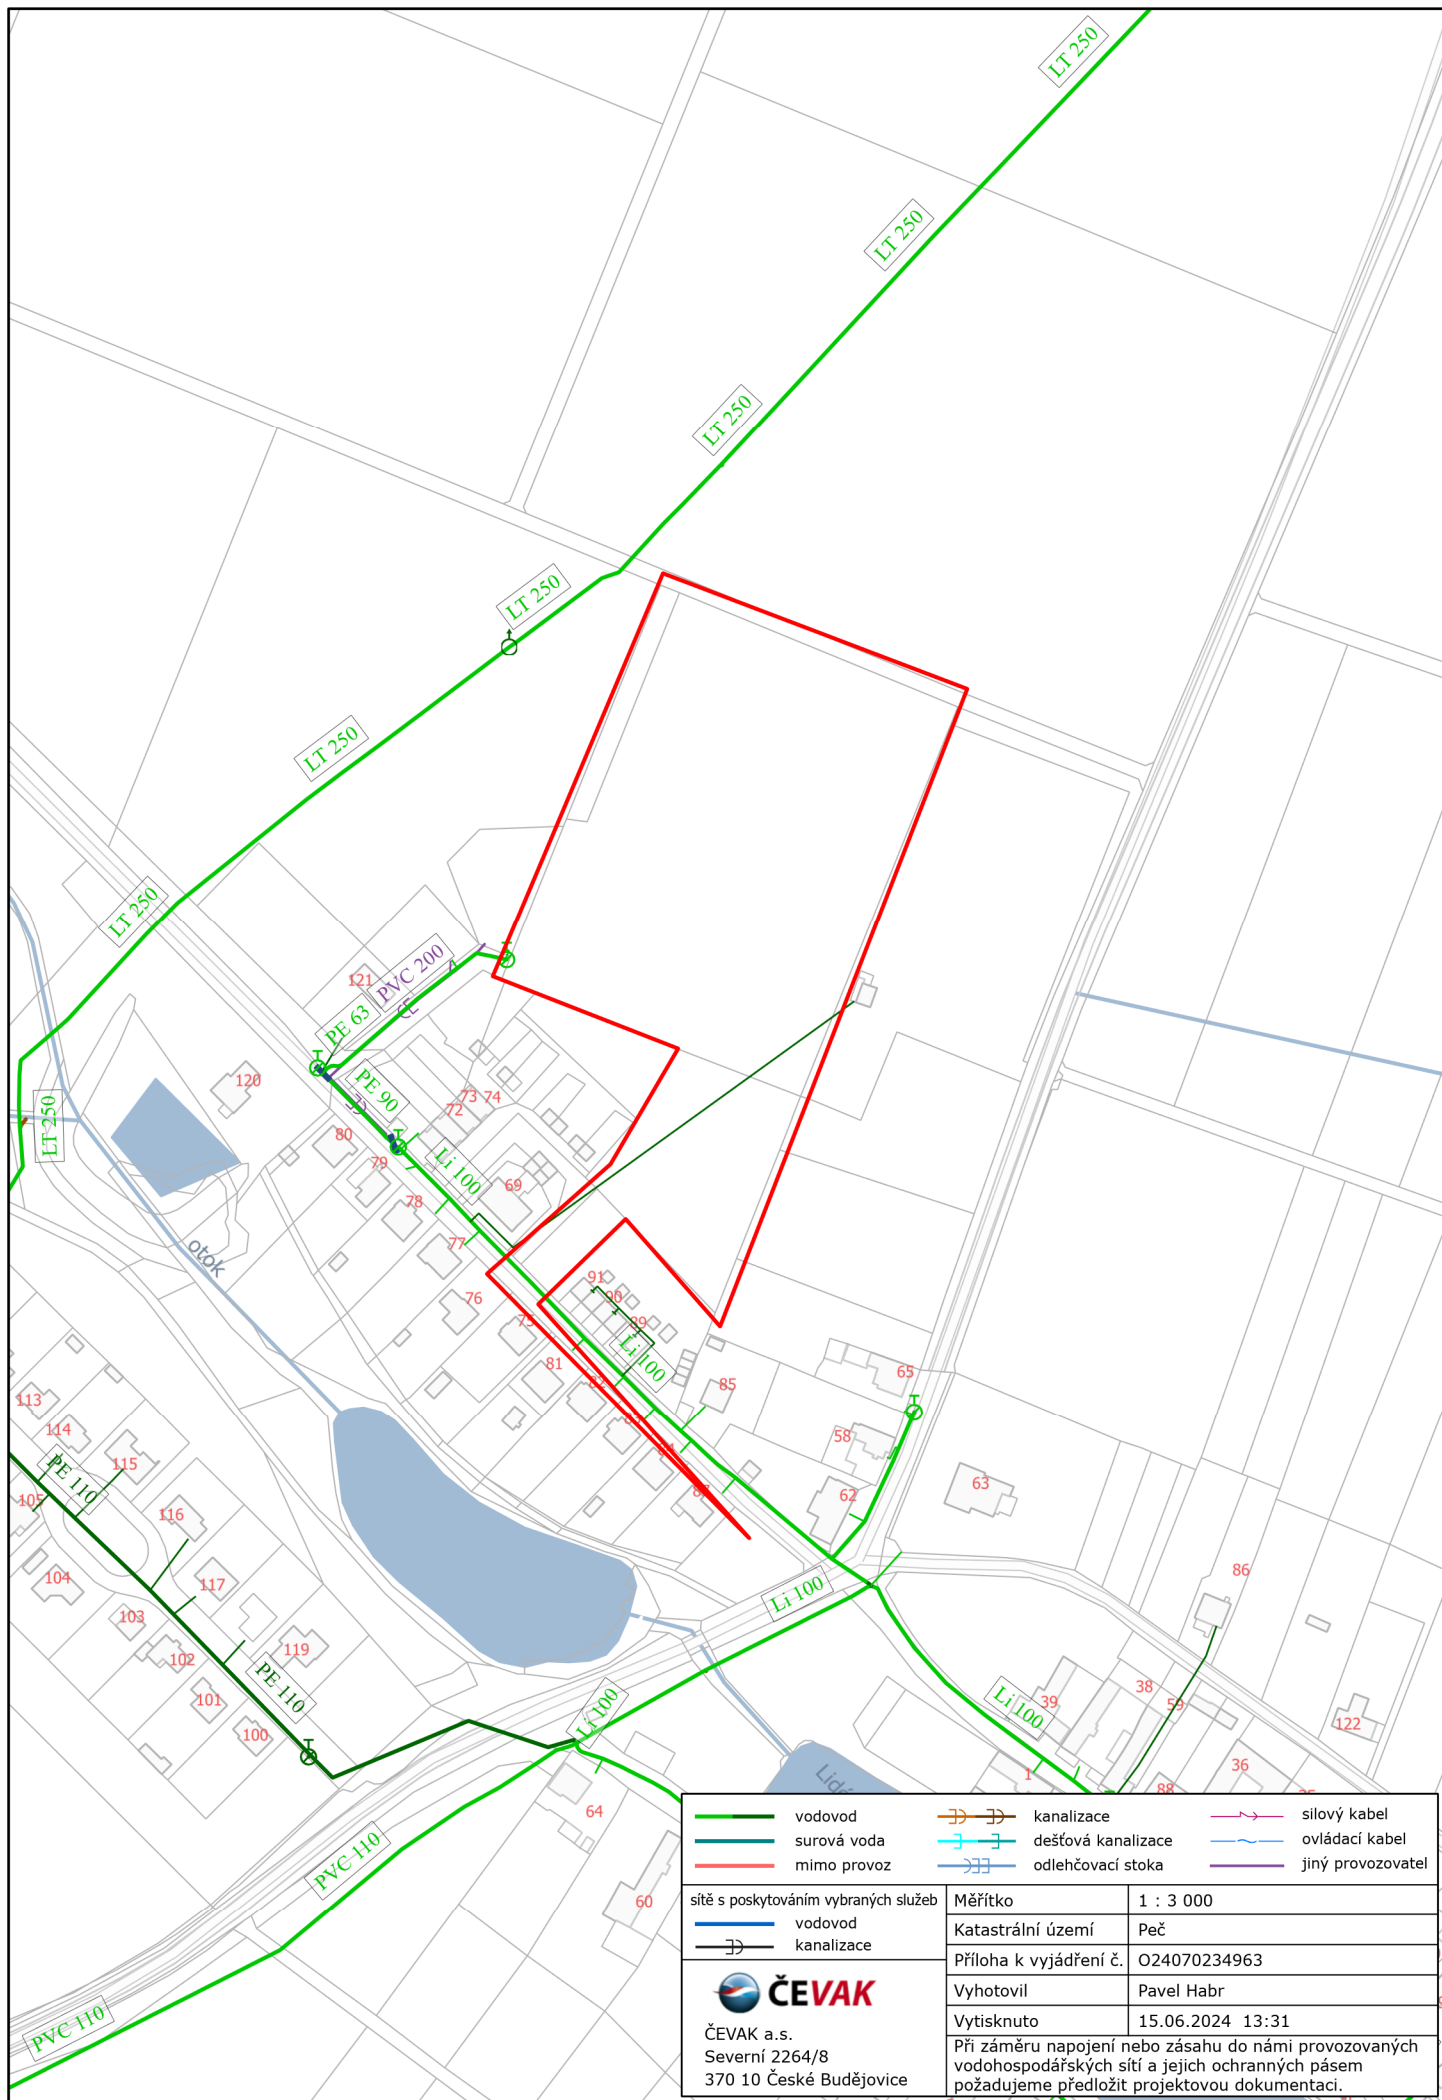 LT 250
LT 250
LT 250
LT 250
LT 250
LT 250
LT 250
PVC 200
121
PE 63
PE 90
120
73
74
72
80
79
Li 100
78
69
77
otok
76
91
90
75
89
Li 100
81
82
85
65
83
58
84
113
114
115
PE 110
87
62
63
105
116
104
117
86
Li 100
103
119
102
PE 110
101
100
Li 100
39
38
59
Li 100
122
36
1
88
64
PVC 110
60
PVC 110
vodovod
surová voda
mimo provoz
kanalizace
dešťová kanalizace
odlehčovací stoka
silový kabel
ovládací kabel
jiný provozovatel
sítě s poskytováním vybraných služeb
vodovod
kanalizace
Měřítko 1 : 3 000
Katastrální území Peč
Příloha k vyjádření č. O24070234963
Vyhotovil Pavel Habr
Vytisknuto 15.06.2024 13:31
ČEVAK
ČEVAK a.s.
Severní 2264/8
370 10 České Budějovice
Při záměru napojení nebo zásahu do námi provozovaných
vodohospodářských sítí a jejich ochranných pásem
požadujeme předložit projektovou dokumentaci.